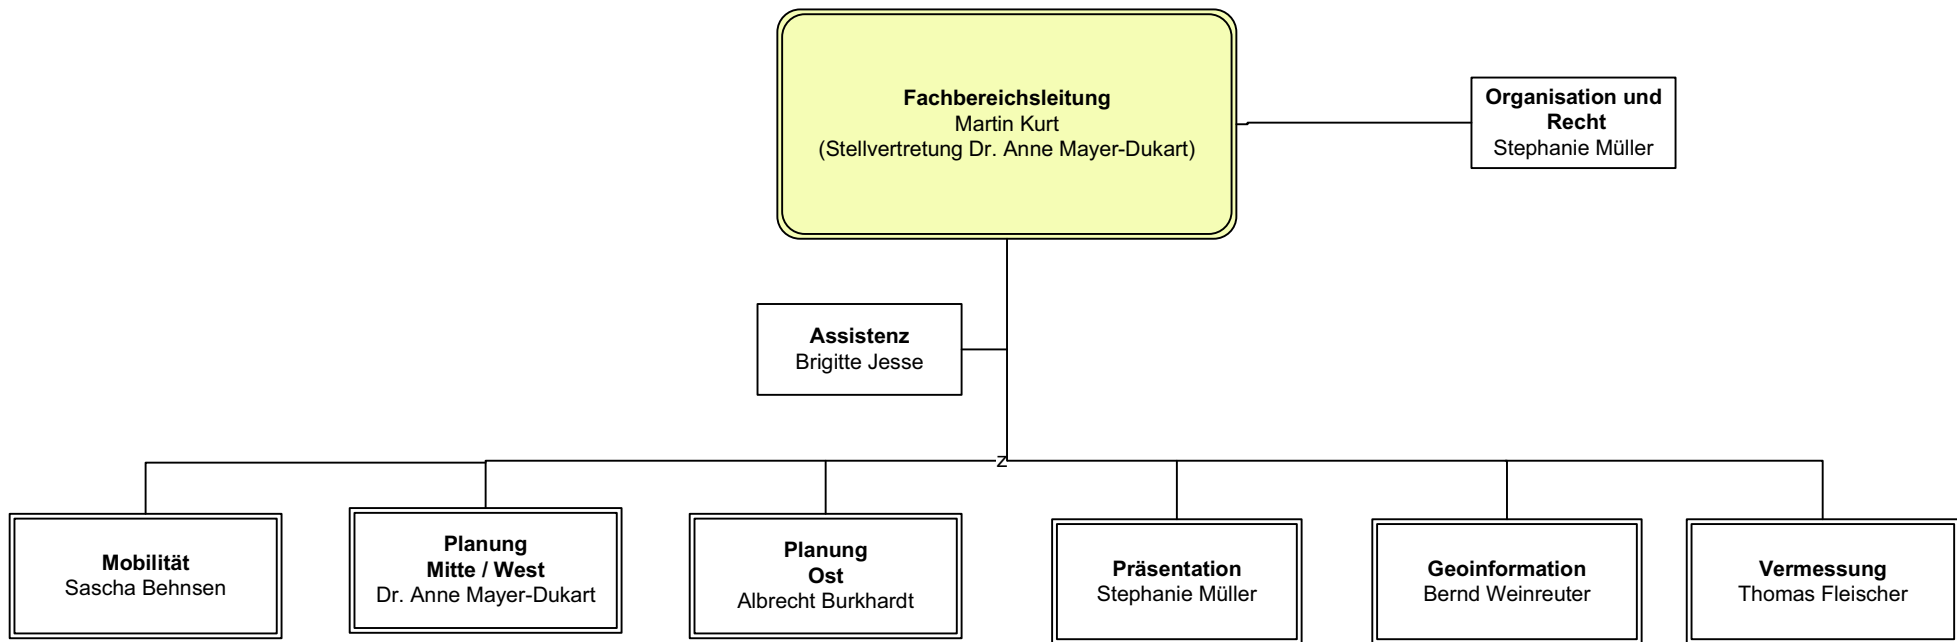 Fachbereichsleitung
Martin Kurt
(Stellvertretung Dr. Anne Mayer-Dukart)
Organisation und
Recht
Stephanie Müller
Assistenz
Brigitte Jesse
z
Mobilität
Sascha Behnsen
Planung
Mitte / West
Dr. Anne Mayer-Dukart
Planung
Ost
Albrecht Burkhardt
Präsentation
Stephanie Müller
Geoinformation
Bernd Weinreuter
Vermessung
Thomas Fleischer